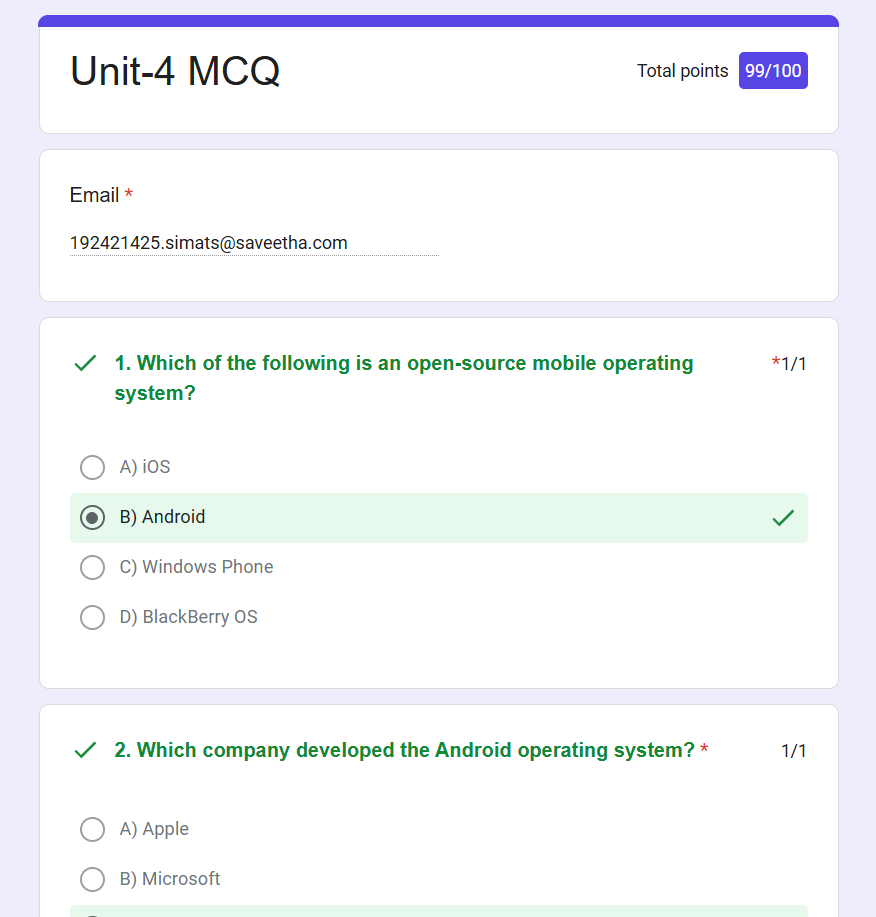 Unit-4 MCQ
Total points 99/100
Email *
192421425.simats@saveetha.com
1. Which of the following is an open-source mobile operating
system?
*1/1
A) iOS
B) Android
C) Windows Phone
D) BlackBerry OS
2. Which company developed the Android operating system? *
1/1
A) Apple
B) Microsoft